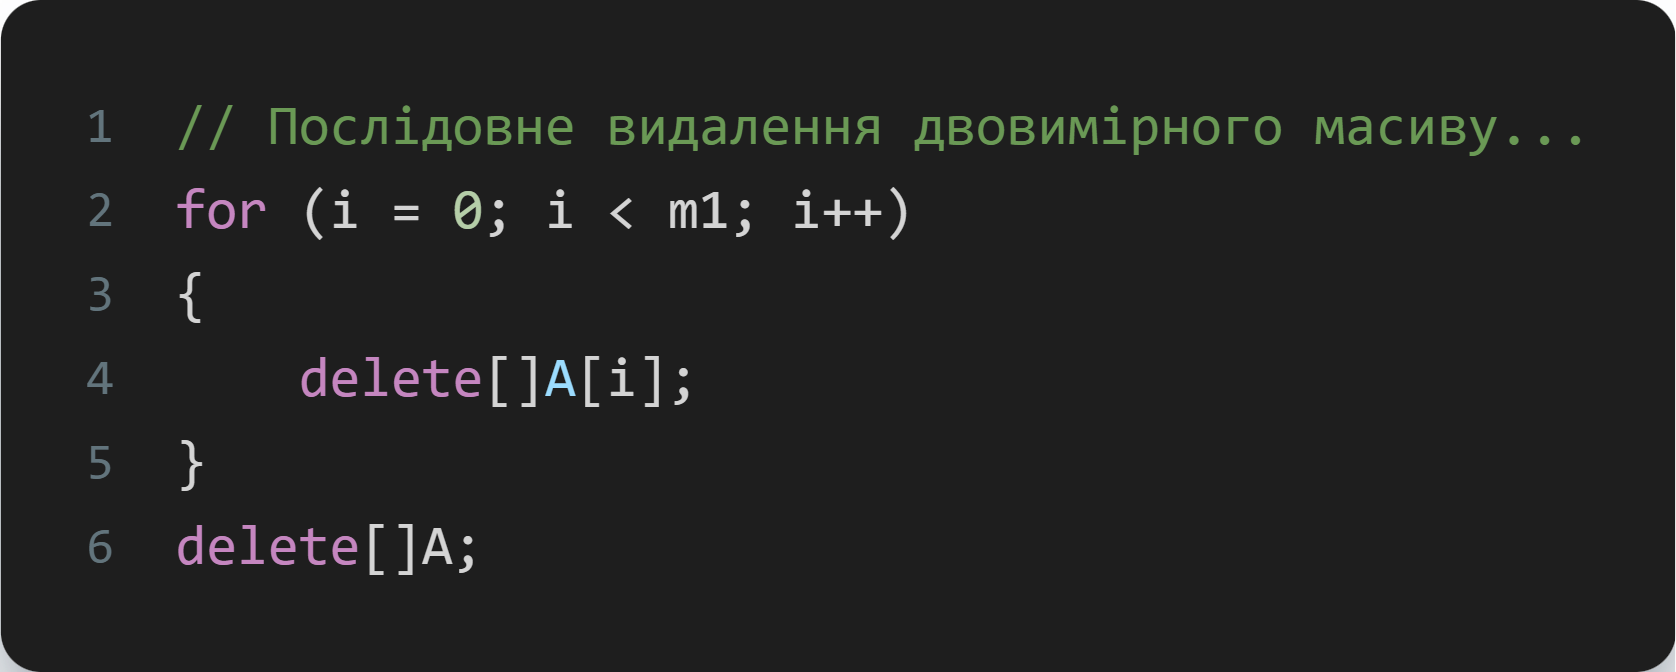 1 // Послідовне видалення двовимірного масиву...
2 for (i = 0; i < m1; i++)
3 {
4     delete[]A[i];
5 }
6 delete[]A;